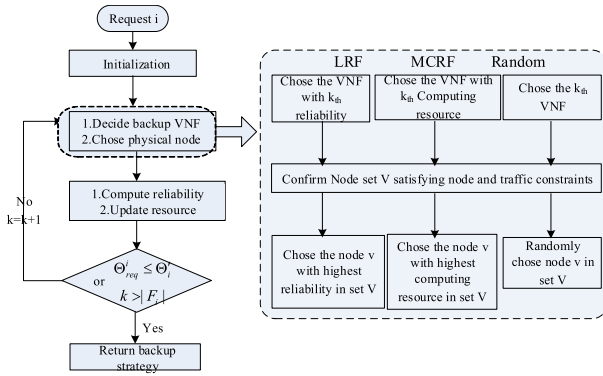 Request i
Initialization
1.Decide backup VNF
2.Chose physical node
No
k=k+1
1.Compute reliability
2.Update resource
Θ^i_req ≤ Θ^r_i
or
k >| F_i |
Yes
Return backup
strategy
LRF MCRF Random
Chose the VNF
with k_th
reliability
Chose the VNF with
k_th Computing
resource
Chose the k_th
VNF
Confirm Node set V satisfying node and traffic constraints
Chose the node v
with highest
reliability in set V
Chose the node v
with highest
computing
resource in set V
Randomly
chose node v in
set V